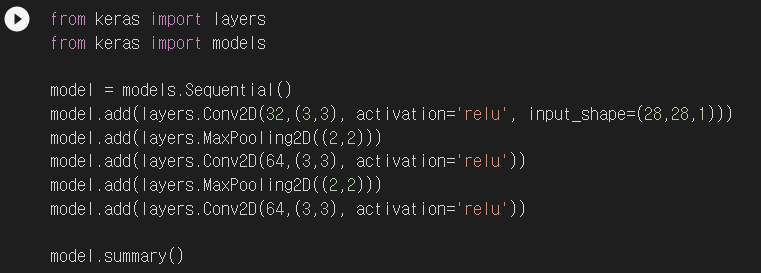 from keras import layers
from keras import models
model = models.Sequential()
model.add(layers.Conv2D(32,(3,3), activation='relu', input_shape=(28,28,1)))
model.add(layers.MaxPooling2D((2,2)))
model.add(layers.Conv2D(64,(3,3), activation='relu'))
model.add(layers.MaxPooling2D((2,2)))
model.add(layers.Conv2D(64,(3,3), activation='relu'))
model.summary()